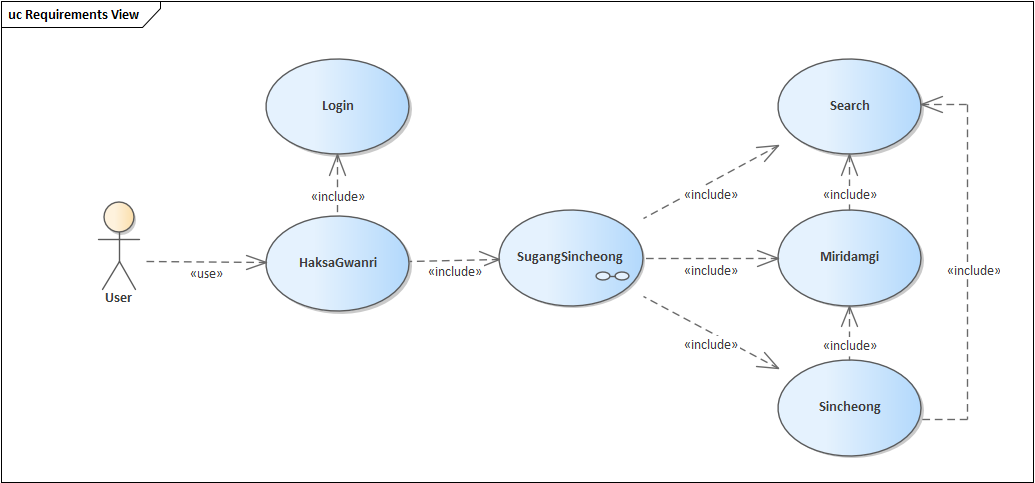 uc Requirements View
Login
Search
«include»
«include»
«include»
User
«use»
HaksaGwanri
«include»
SugangSincheong
«include»
Miridamgi
«include»
«include»
«include»
Sincheong